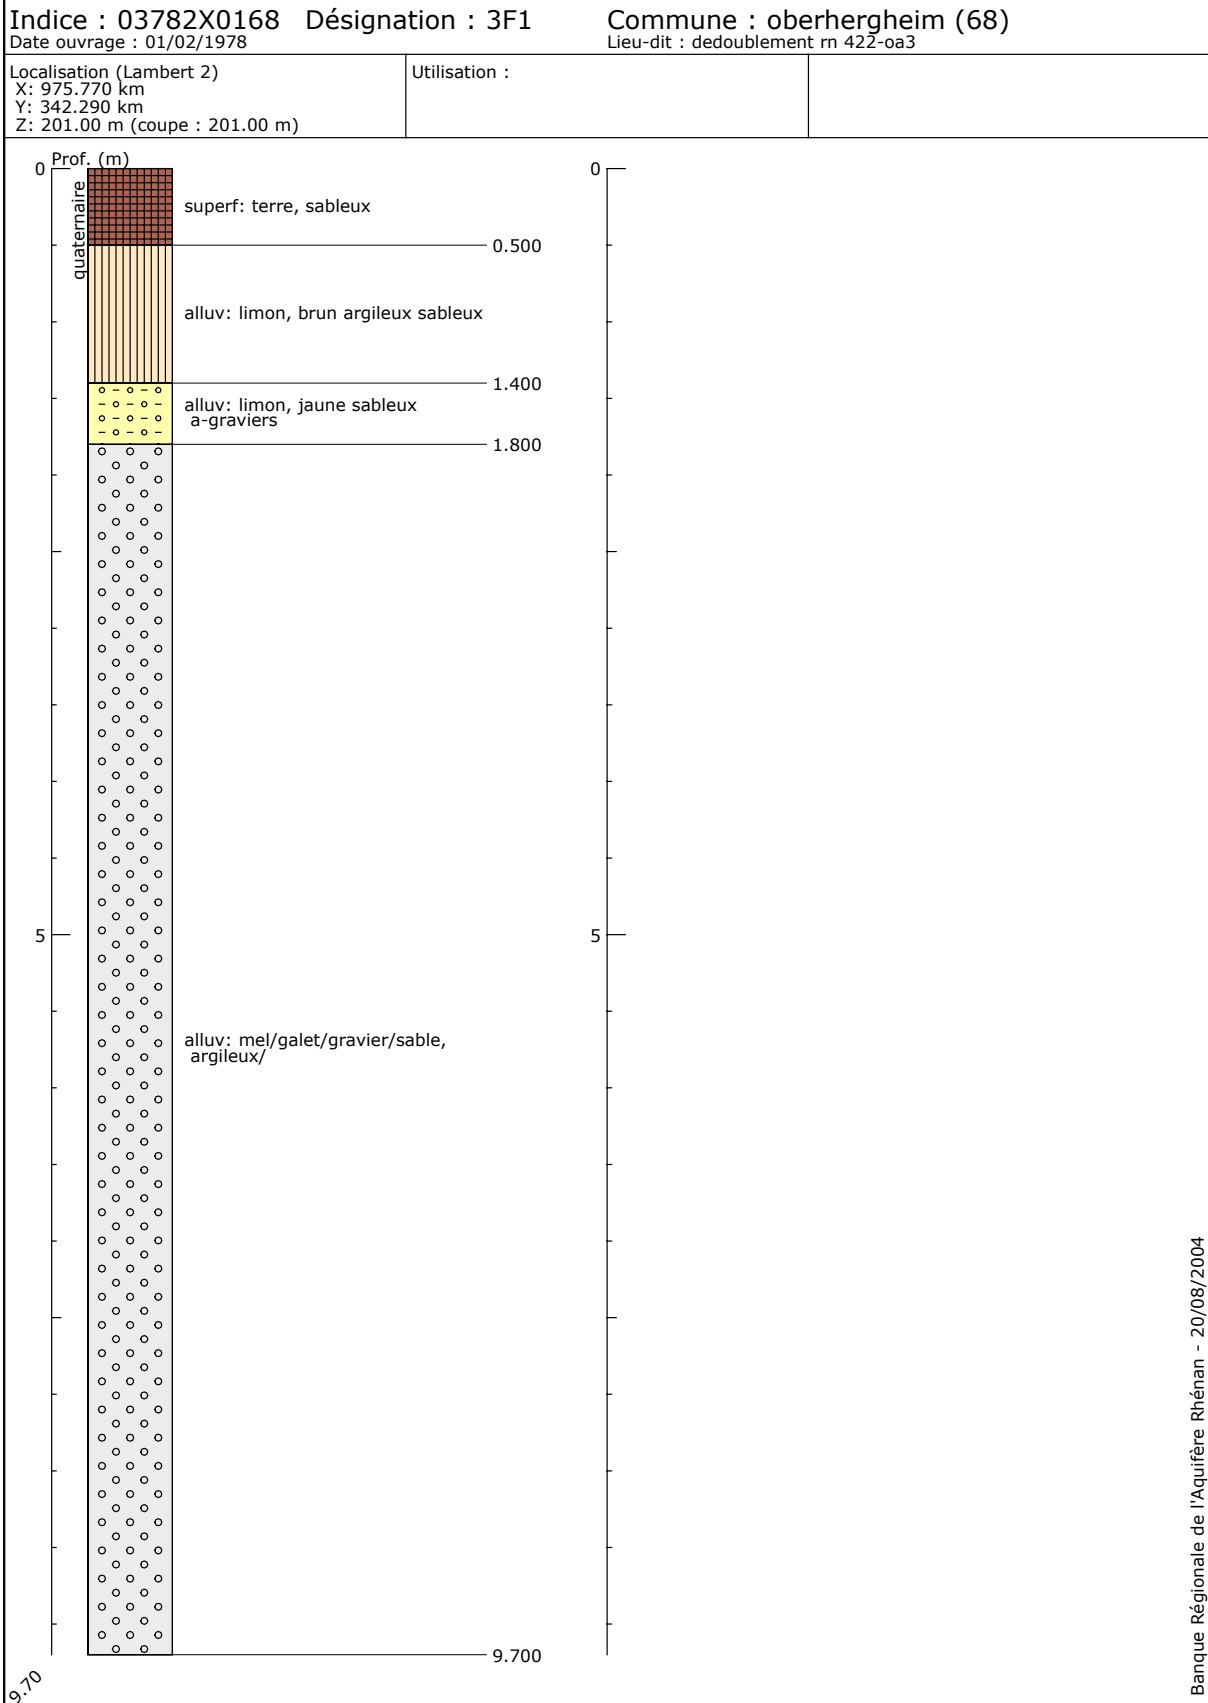 Indice : 03782X0168 Désignation : 3F1 Commune : oberhergheim (68)
Date ouvrage : 01/02/1978 Lieu-dit : dedoublement rn 422-oa3
Localisation (Lambert 2)
X: 975.770 km
Y: 342.290 km
Z: 201.00 m (coupe : 201.00 m)
Utilisation :
Prof. (m)
0
quaternaire
superf: terre, sableux
0.500
alluv: limon, brun argileux sableux
1.400
alluv: limon, jaune sableux
a-graviers
1.800
5
alluv: mel/galet/gravier/sable,
argileux/
9.700
9.70
0
5
Banque Régionale de l'Aquifère Rhénan - 20/08/2004